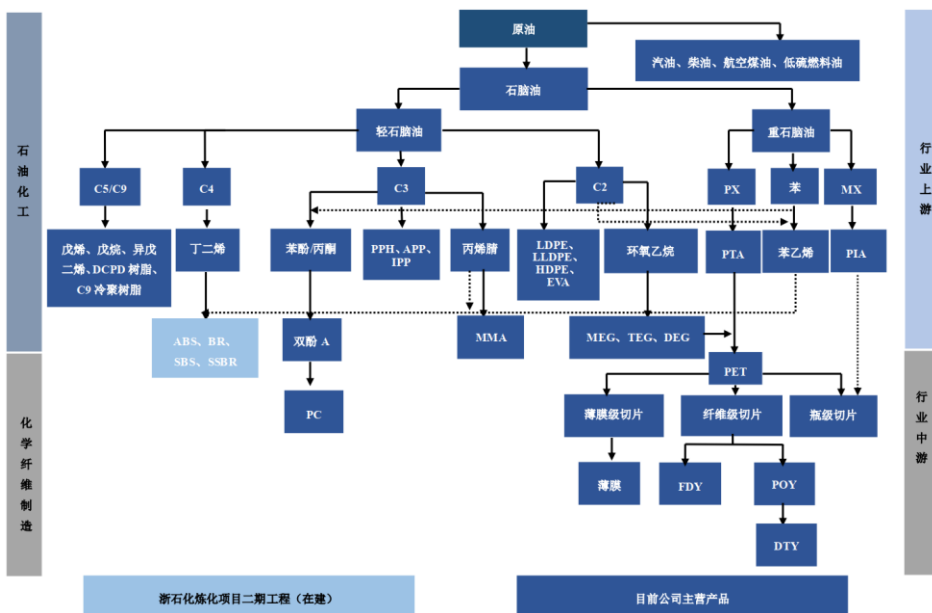 原油
汽油、柴油、航空煤油、低硫燃料油
石脑油
轻石脑油
重石脑油
石油化工
行业上游
C5/C9
C4
C3
C2
PX
苯
MX
戊烯、戊烷、异戊
二烯、DCPD 树脂、
C9 冷聚树脂
丁二烯
苯酚/丙酮
PPH、APP、
IPP
丙烯腈
LDPE、
LLDPE、
HDPE、
EVA
环氧乙烷
PTA
苯乙烯
PIA
ABS、BR、
SBS、SSBR
双酚 A
MMA
MEG、TEG、DEG
PET
化学纤维制造
行业中游
PC
薄膜级切片
纤维级切片
瓶级切片
薄膜
FDY
POY
DTY
浙石化炼化项目二期工程（在建）
目前公司主营产品